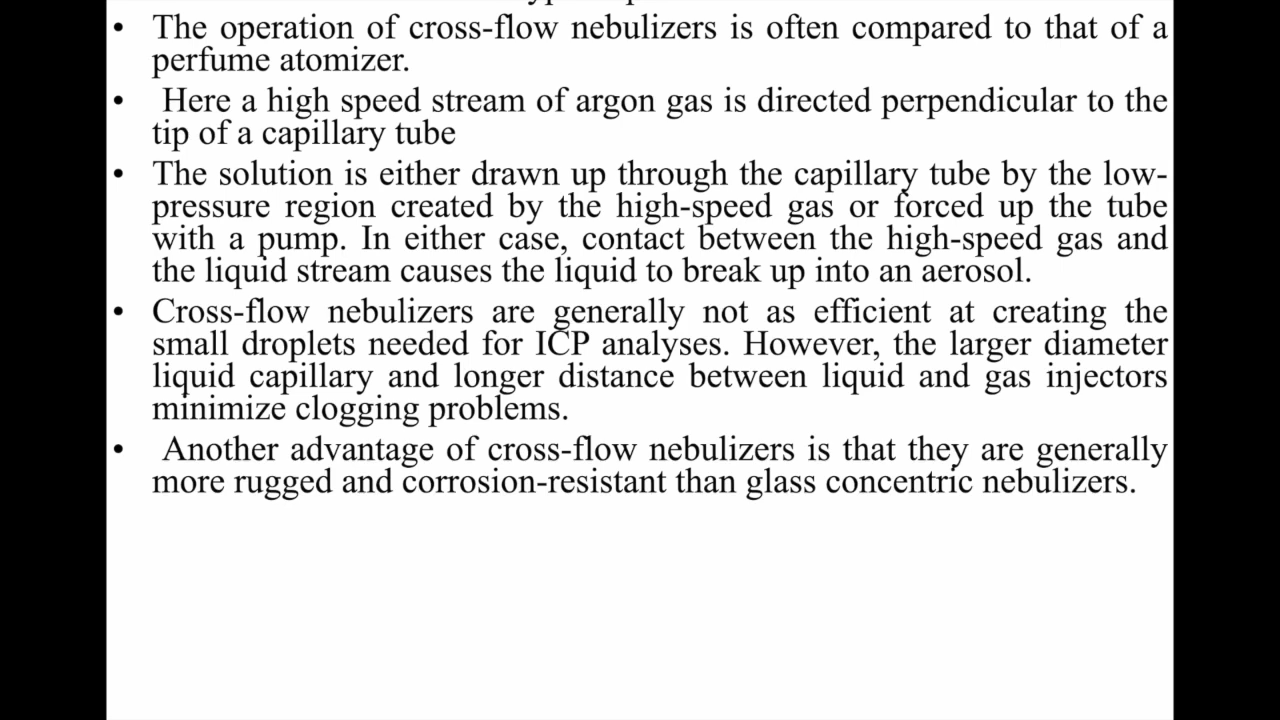 • The operation of cross-flow nebulizers is often compared to that of a
perfume atomizer.
• Here a high speed stream of argon gas is directed perpendicular to the
tip of a capillary tube
• The solution is either drawn up through the capillary tube by the low-
pressure region created by the high-speed gas or forced up the tube
with a pump. In either case, contact between the high-speed gas and
the liquid stream causes the liquid to break up into an aerosol.
• Cross-flow nebulizers are generally not as efficient at creating the
small droplets needed for ICP analyses. However, the larger diameter
liquid capillary and longer distance between liquid and gas injectors
minimize clogging problems.
• Another advantage of cross-flow nebulizers is that they are generally
more rugged and corrosion-resistant than glass concentric nebulizers.